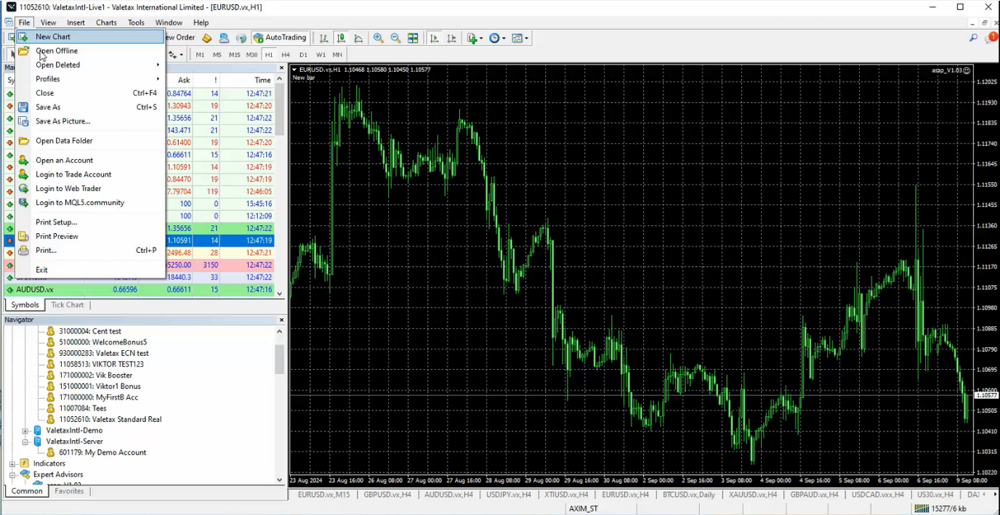 11052610: ValetaxIntl-Live1 - Valetax International Limited - [EURUSD.vx,H1]
File View Insert Charts Tools Window Help
New Order AutoTrading
M1 M5 M15 M30 H1 H4 D1 W1 MN
New Chart
Open Offline
Open Deleted
Profiles
Close Ctrl+F4
Save As Ctrl+S
Save As Picture...
Open Data Folder
Open an Account
Login to Trade Account
Login to Web Trader
Login to MQL5.community
Print Setup...
Print Preview
Print... Ctrl+P
Exit
Ask ! Time
0.84764 14 12:47:21
1.30943 19 12:47:20
1.35656 21 12:47:22
143.471 21 12:47:22
0.61400 19 12:47:20
0.66611 15 12:47:16
1.10591 14 12:47:19
0.84470 19 12:47:19
7.79704 119 12:46:05
100 0 15:45:16
100 0 12:12:09
1.35656 21 12:47:22
1.10591 14 12:47:19
2496.48 28 12:47:21
5250.00 3150 12:47:22
18440.3 33 12:47:22
AUDUSD.vx 0.66596 0.66611 15 12:47:16
Symbols Tick Chart
Navigator
31000004: Cent test
51000000: WelcomeBonus5
930000283: Valetax ECN test
11058513: VIKTOR TEST123
171000002: Vik Booster
151000001: Viktor1 Bonus
171000000: MyFirstB Acc
11007084: Tees
11052610: Valetax Standard Real
ValetaxIntl-Demo
ValetaxIntl-Server
601179: My Demo Account
Indicators
Expert Advisors
Common Favorites
EURUSD.vx,H1 1.10468 1.10580 1.10450 1.10577
New bar
asap_V1.03
1.12025
1.11930
1.11835
1.11740
1.11645
1.11550
1.11455
1.11360
1.11265
1.11170
1.11075
1.10980
1.10885
1.10790
1.10695
1.10600
1.10577
1.10505
1.10410
1.10315
1.10220
23 Aug 2024 23 Aug 16:00 26 Aug 08:00 27 Aug 00:00 27 Aug 16:00 28 Aug 08:00 29 Aug 00:00 29 Aug 16:00 30 Aug 08:00 2 Sep 00:00 2 Sep 16:00 3 Sep 08:00 4 Sep 00:00 4 Sep 16:00 5 Sep 08:00 6 Sep 00:00 6 Sep 16:00 9 Sep 08:00
EURUSD.vx,M15 GBPUSD.vx,H4 AUDUSD.vx,H4 USDJPY.vx,H4 XTIUSD.vx,H4 EURUSD.vx,H4 BTCUSD.vx,Daily XAUUSD.vx,H4 GBPAUD.vx,H4 USDCAD.vxx,H4 US30.vx,H4
AXIM_ST 15277/6 kb